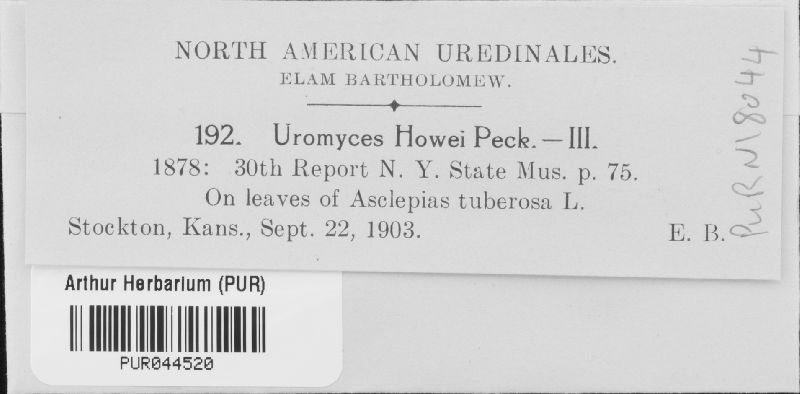 NORTH AMERICAN UREDINALES.
ELAM BARTHOLOMEW.
192. Uromyces Howei Peck. — III.
1878: 30th Report N. Y. State Mus. p. 75.
On leaves of Asclepias tuberosa L.
Stockton, Kans., Sept. 22, 1903. E. B.
PUR N18044
Arthur Herbarium (PUR)
PUR044520